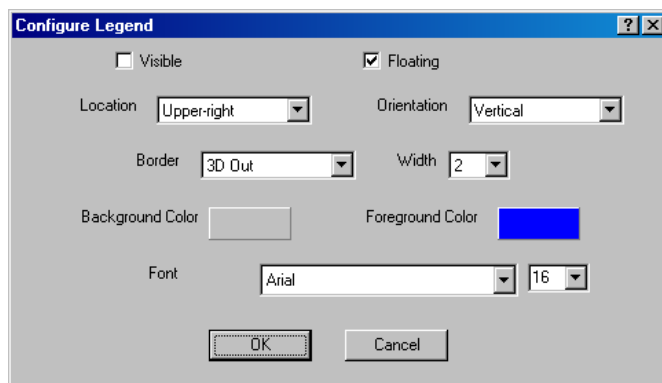 Configure Legend
Visible Floating
Location Upper-right Orientation Vertical
Border 3D Out Width 2
Background Color Foreground Color
Font Arial 16
OK Cancel